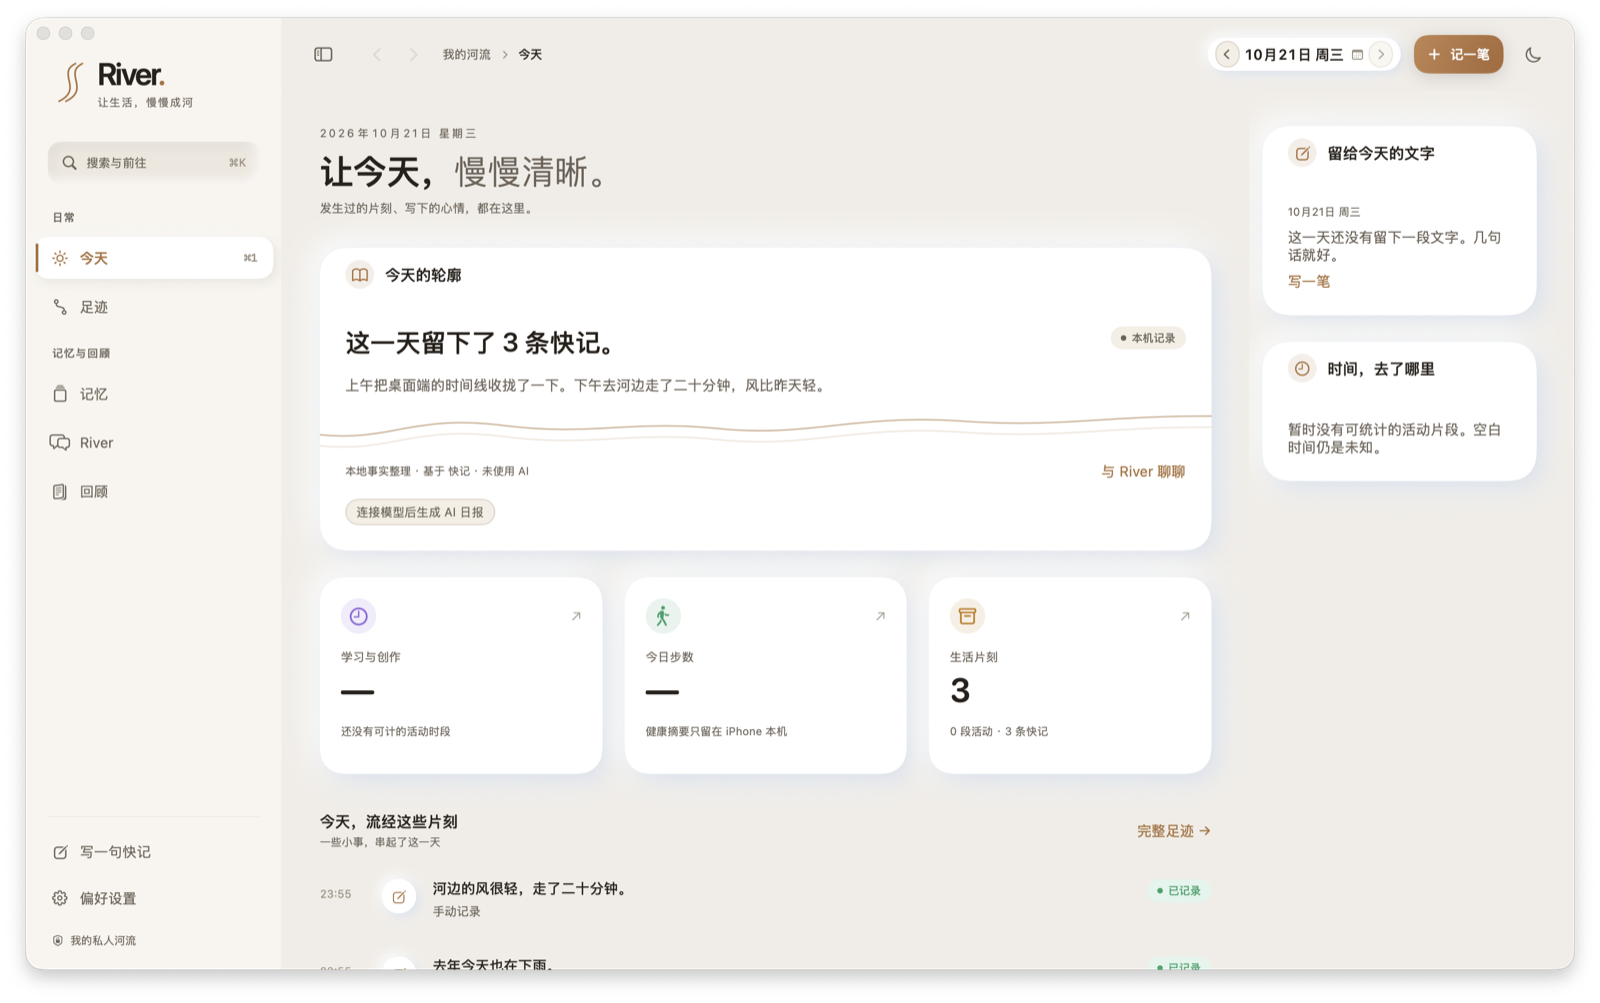 River.
让生活，慢慢成河
搜索与前往 ⌘K
日常
今天 ⌘1
足迹
记忆与回顾
记忆
River
回顾
写一句快记
偏好设置
我的私人河流
我的河流 > 今天
10月21日 周三
+ 记一笔
2026年10月21日 星期三
让今天，慢慢清晰。
发生过的片刻、写下的心情，都在这里。
今天的轮廓
这一天留下了 3 条快记。
本机记录
上午把桌面端的时间线收拢了一下。下午去河边走了二十分钟，风比昨天轻。
本地事实整理 · 基于 快记 · 未使用 AI
与 River 聊聊
连接模型后生成 AI 日报
学习与创作
—
还没有可计的活动时段
今日步数
—
健康摘要只留在 iPhone 本机
生活片刻
3
0 段活动 · 3 条快记
今天，流经这些片刻
一些小事，串起了这一天
完整足迹 →
23:55
河边的风很轻，走了二十分钟。
手动记录
已记录
去年今天也在下雨。
已记录
留给今天的文字
10月21日 周三
这一天还没有留下一段文字。几句
话就好。
写一笔
时间，去了哪里
暂时没有可统计的活动片段。空白
时间仍是未知。